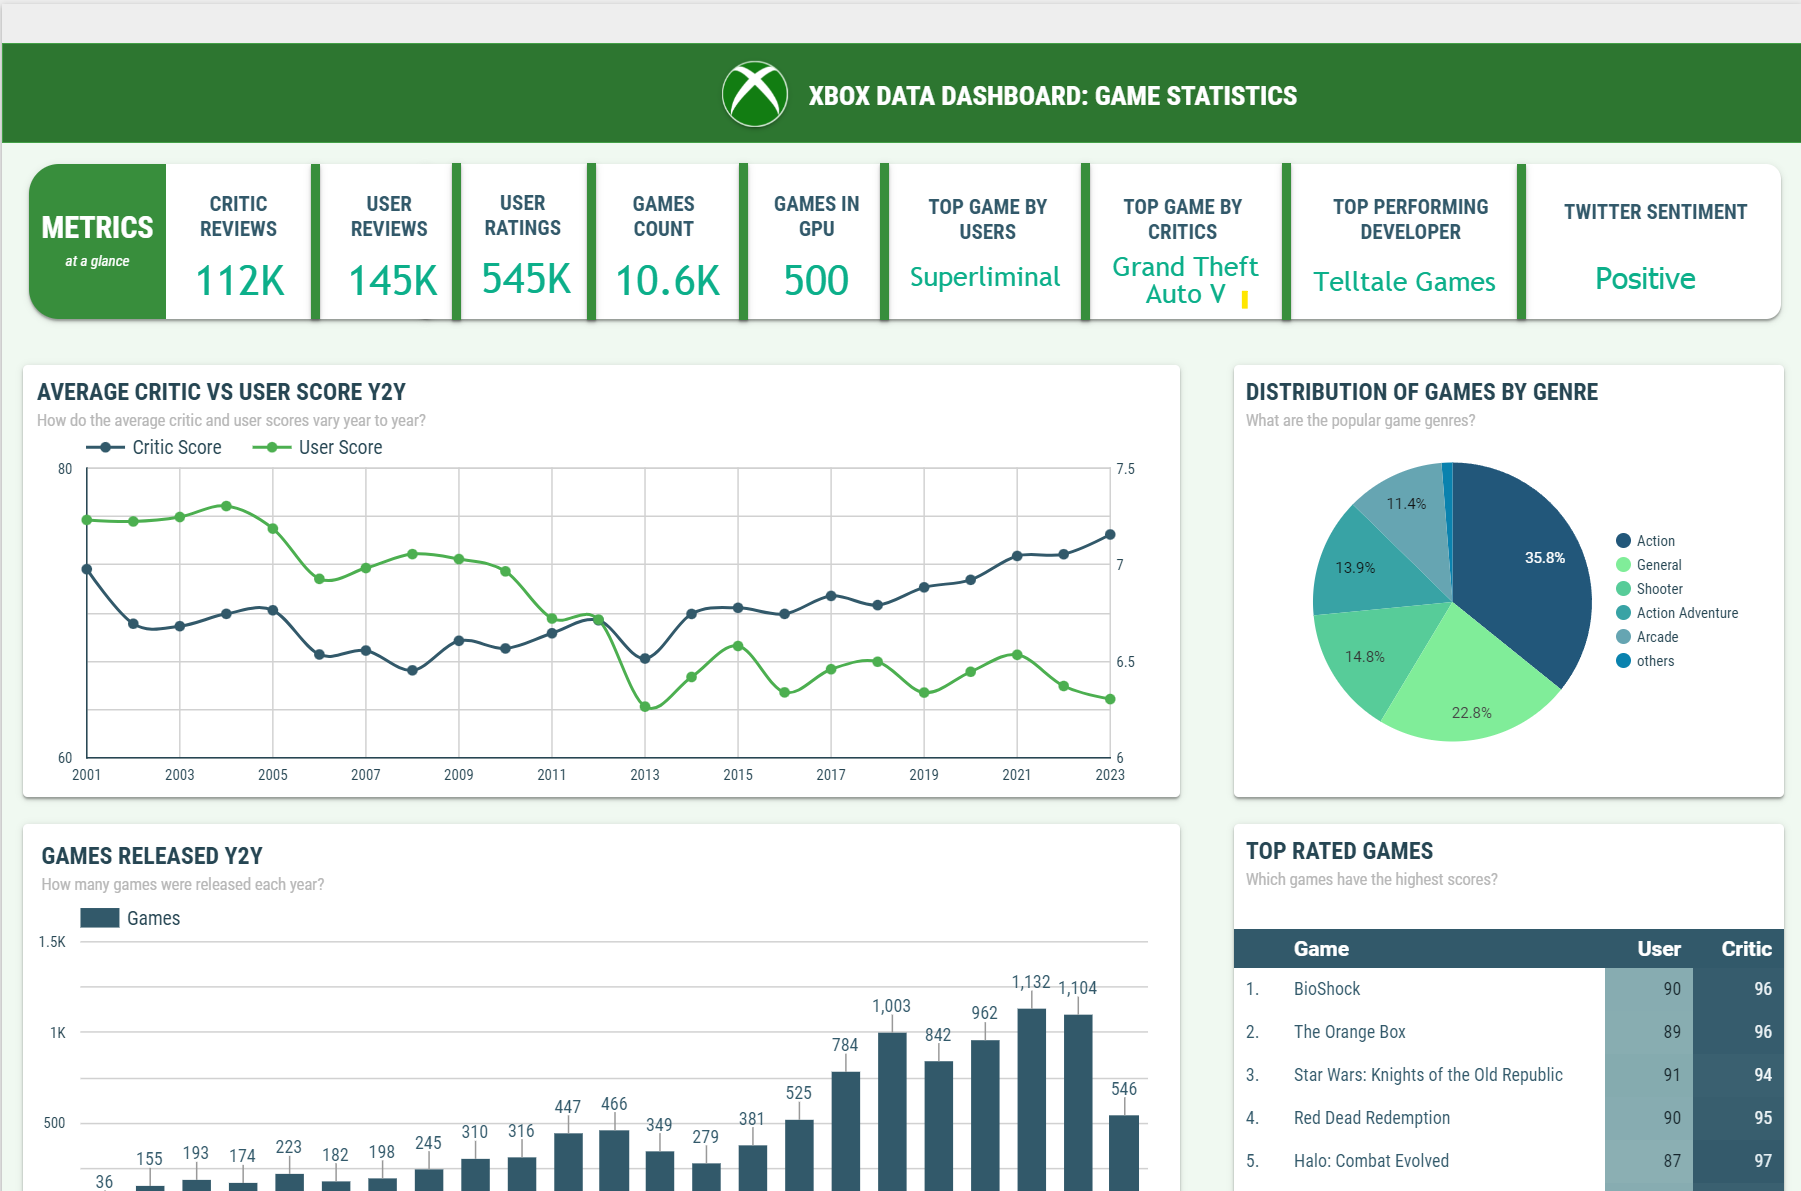 XBOX DATA DASHBOARD: GAME STATISTICS
METRICS
at a glance
CRITIC
REVIEWS
112K
USER
REVIEWS
145K
USER
RATINGS
545K
GAMES
COUNT
10.6K
GAMES IN
GPU
500
TOP GAME BY
USERS
Superliminal
TOP GAME BY
CRITICS
Grand Theft
Auto V
TOP PERFORMING
DEVELOPER
Telltale Games
TWITTER SENTIMENT
Positive
AVERAGE CRITIC VS USER SCORE Y2Y
How do the average critic and user scores vary year to year?
Critic Score User Score
80
60
7.5
7
6.5
6
2001 2003 2005 2007 2009 2011 2013 2015 2017 2019 2021 2023
DISTRIBUTION OF GAMES BY GENRE
What are the popular game genres?
35.8%
22.8%
14.8%
13.9%
11.4%
Action
General
Shooter
Action Adventure
Arcade
others
GAMES RELEASED Y2Y
How many games were released each year?
Games
1.5K
1K
500
36 155 193 174 223 182 198 245 310 316 447 466 349 279 381 525 784 1,003 842 962 1,132 1,104 546
TOP RATED GAMES
Which games have the highest scores?
Game User Critic
1. BioShock 90 96
2. The Orange Box 89 96
3. Star Wars: Knights of the Old Republic 91 94
4. Red Dead Redemption 90 95
5. Halo: Combat Evolved 87 97